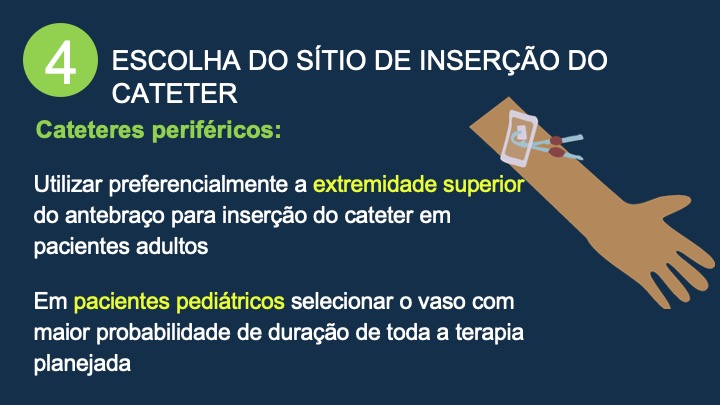 4
ESCOLHA DO SÍTIO DE INSERÇÃO DO
CATETER
Cateteres periféricos:
Utilizar preferencialmente a extremidade superior
do antebraço para inserção do cateter em
pacientes adultos
Em pacientes pediátricos selecionar o vaso com
maior probabilidade de duração de toda a terapia
planejada